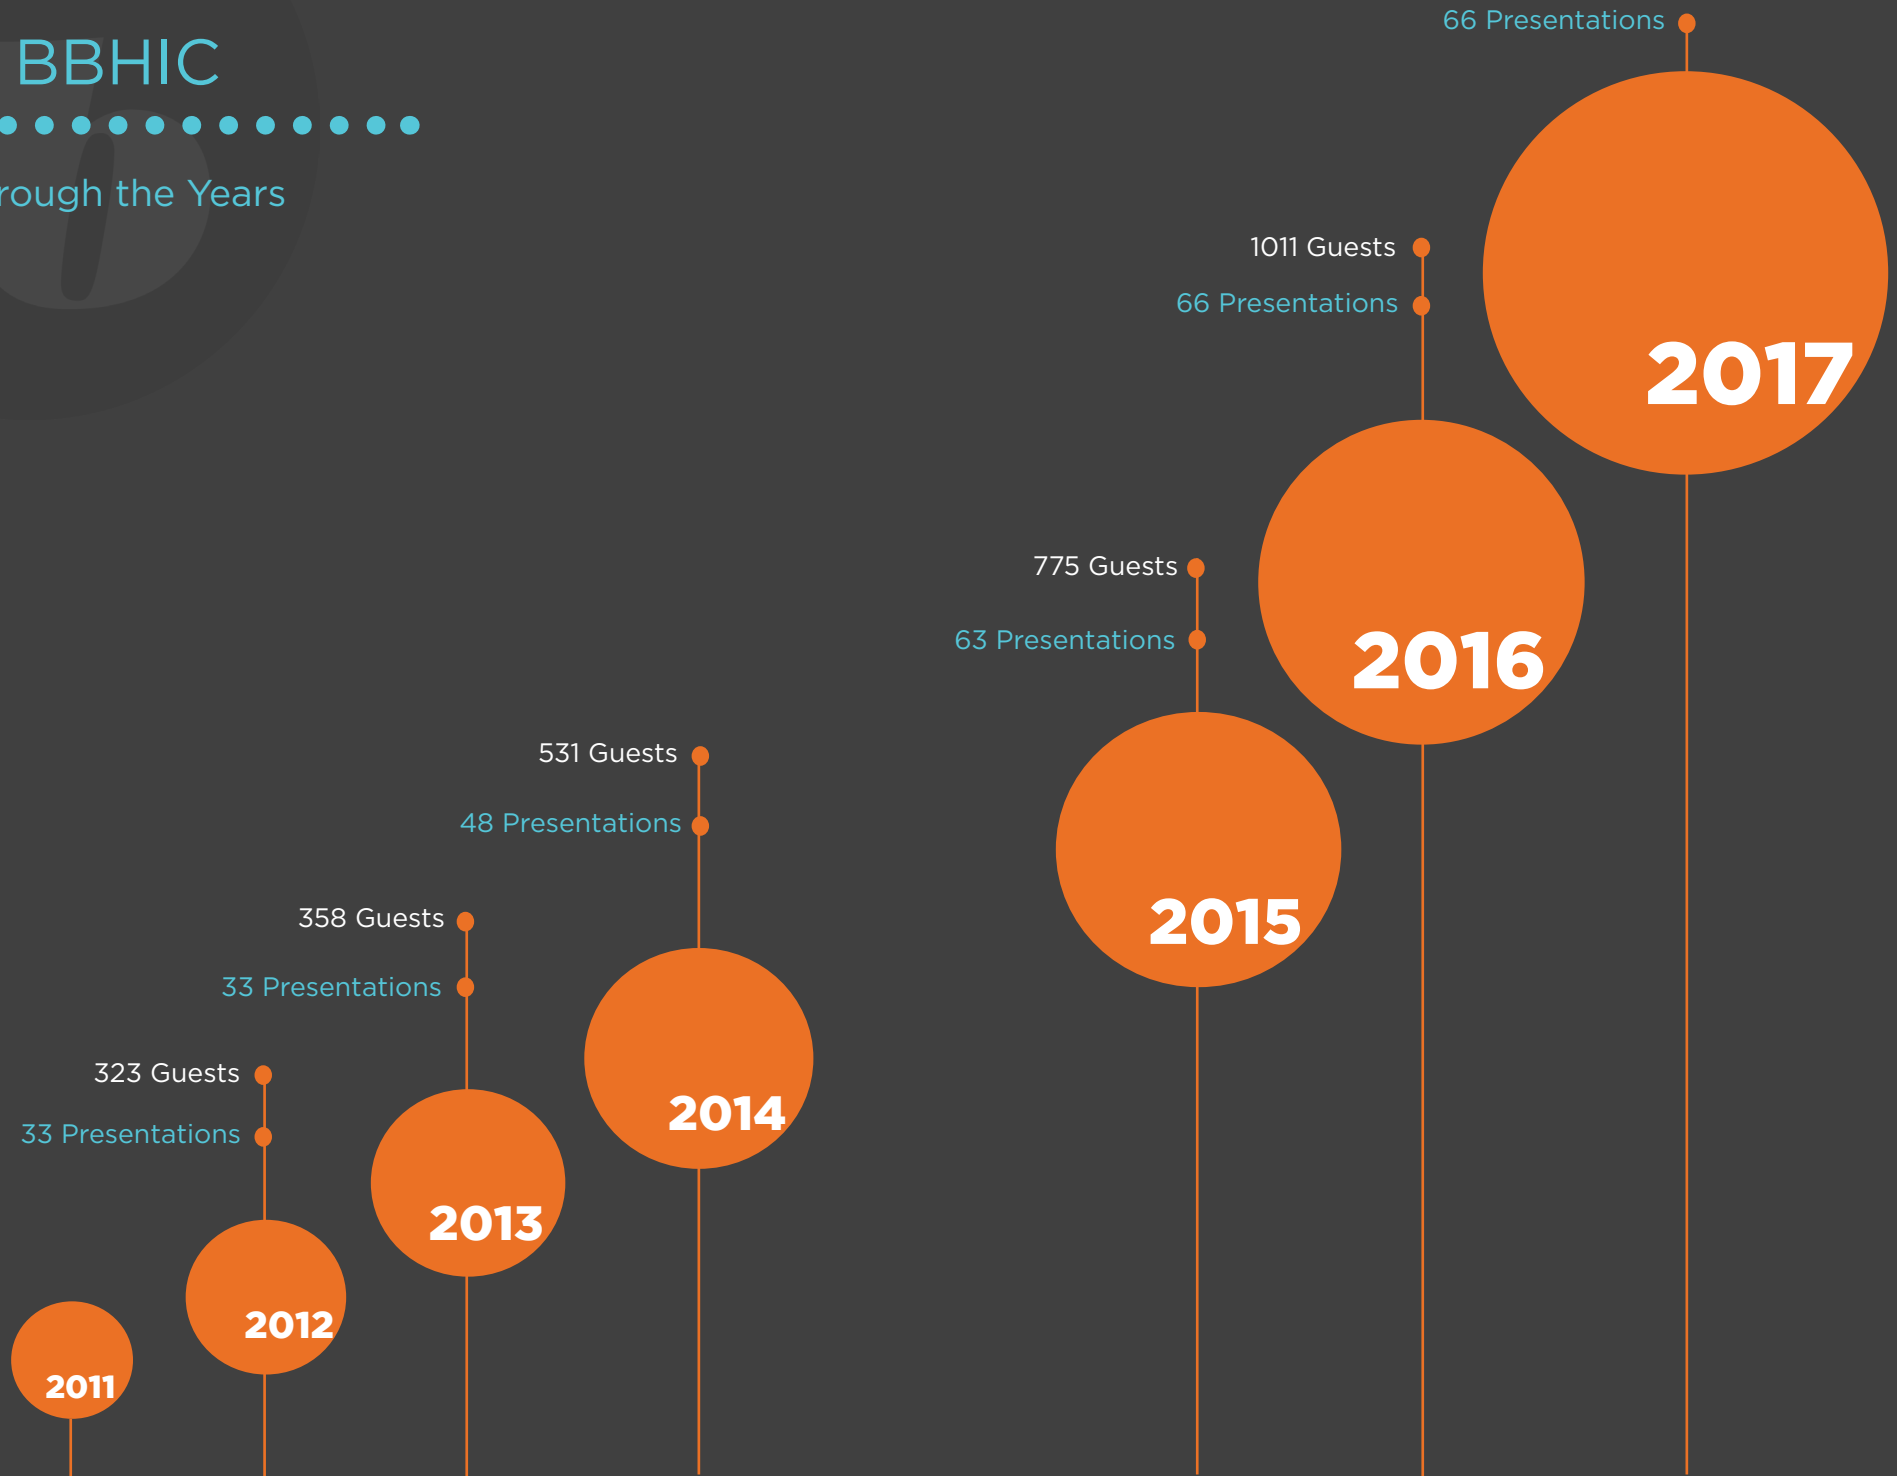 BBHIC
rough the Years
66 Presentations
2017
1011 Guests
66 Presentations
2016
775 Guests
63 Presentations
2015
531 Guests
48 Presentations
2014
358 Guests
33 Presentations
2013
323 Guests
33 Presentations
2012
2011